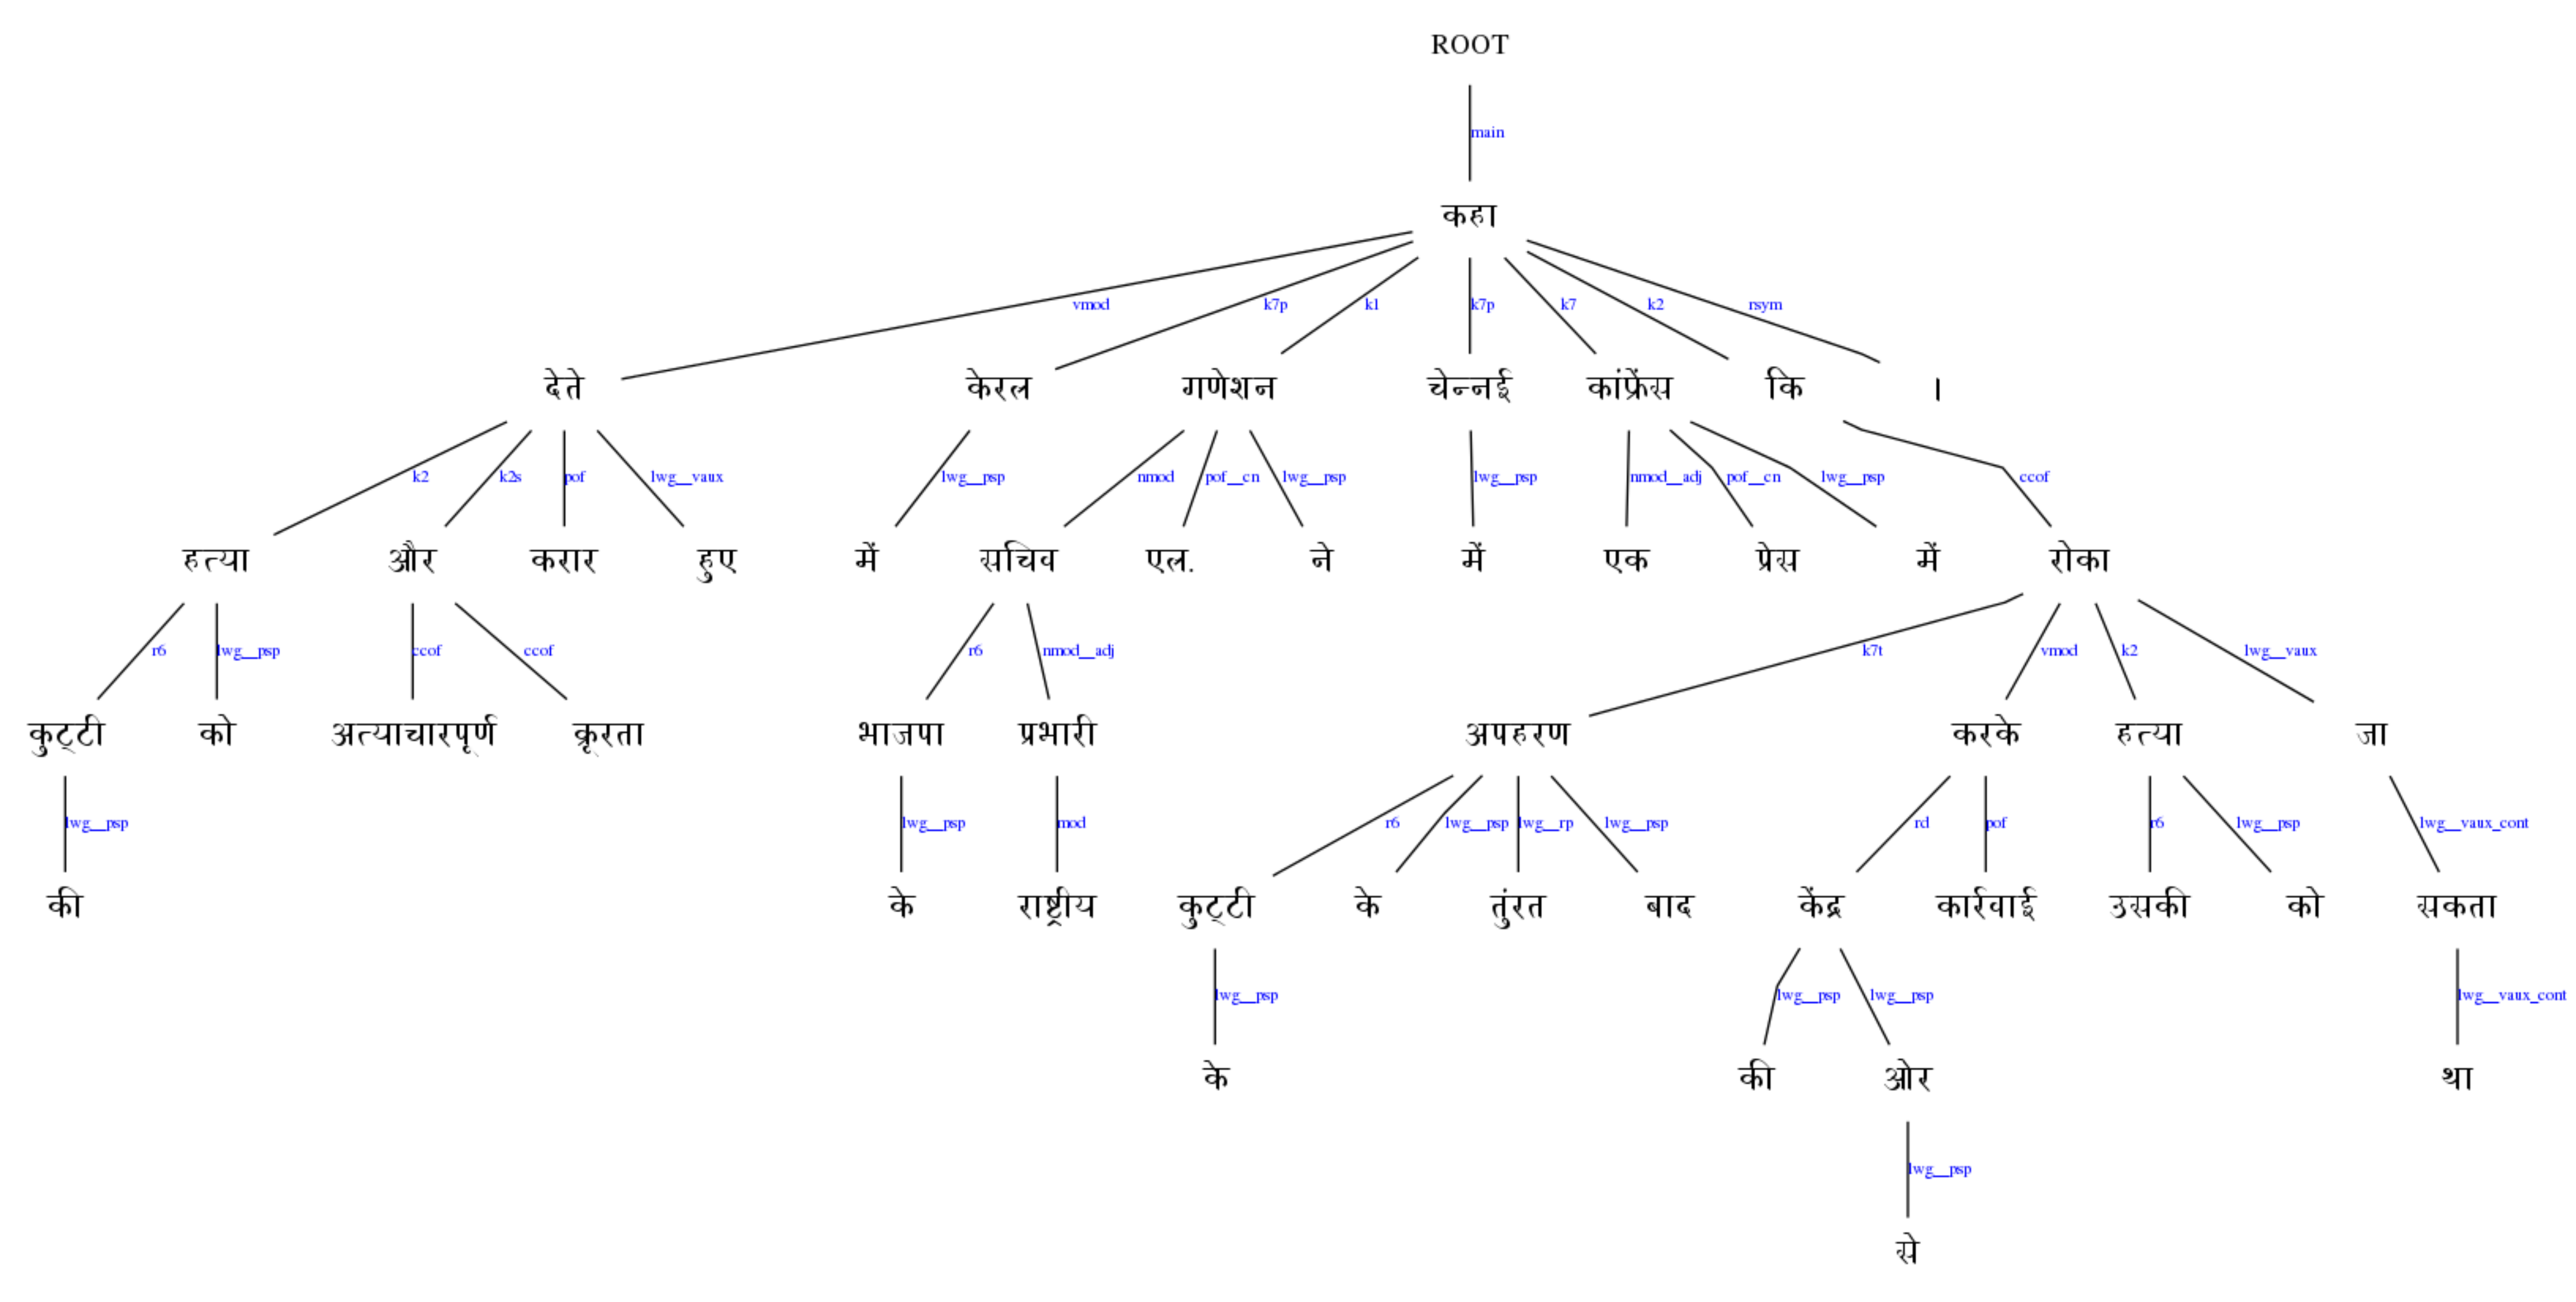 ROOT
main
कहा
vmod k7p k1 k7p k7 k2 rsym
देते केरल गणेशन चेन्नई कांफ्रेंस कि ।
k2 k2s pof lwg__vaux lwg__psp nmod pof__cn lwg__psp lwg__psp nmod__adj pof__cn lwg__psp ccof
हत्या और करार हुए में सचिव एल. ने में एक प्रेस में रोका
r6 lwg__psp ccof ccof r6 nmod__adj k7t vmod k2 lwg__vaux
कुट्टी को अत्याचारपूर्ण क्रूरता भाजपा प्रभारी अपहरण करके हत्या जा
lwg__psp lwg__psp mod r6 lwg__psp lwg__rp lwg__psp rd pof r6 lwg__psp lwg__vaux_cont
की के राष्ट्रीय कुट्टी के तुंरत बाद केंद्र कार्रवाई उसकी को सकता
lwg__psp lwg__psp lwg__psp lwg__vaux_cont
के की ओर था
lwg__psp
से